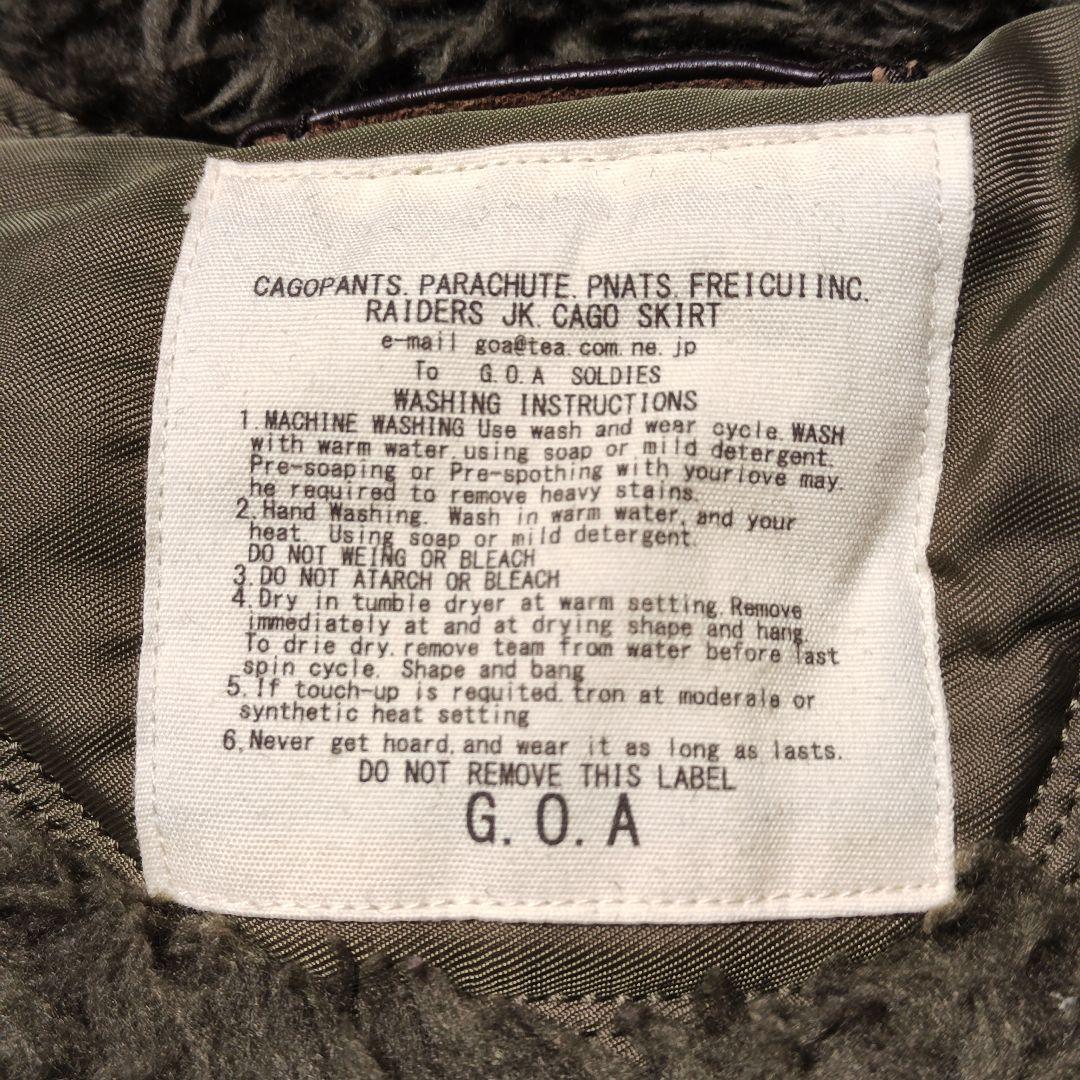 CAGOPANTS. PARACHUTE. PNATS. FREICUIINC.
RAIDERS JK. CAGO SKIRT
e-mail goa@tea.com.ne.jp
To G.O.A SOLDIES
WASHING INSTRUCTIONS
1. MACHINE WASHING Use wash and wear cycle. WASH
with warm water, using soap or mild detergent.
Pre-soaping or Pre-spothing with yourlove may.
he required to remove heavy stains.
2. Hand Washing. Wash in warm water, and your
heat. Using soap or mild detergent.
DO NOT WEING OR BLEACH
3. DO NOT ATARCH OR BLEACH
4. Dry in tumble dryer at warm setting. Remove
immediately at and at drying shape and hang.
To drie dry. remove team from water before last
spin cycle. Shape and bang
5. If touch-up is requited. tron at moderale or
synthetic heat setting
6, Never get hoard, and wear it as long as lasts.
DO NOT REMOVE THIS LABEL
G. O. A